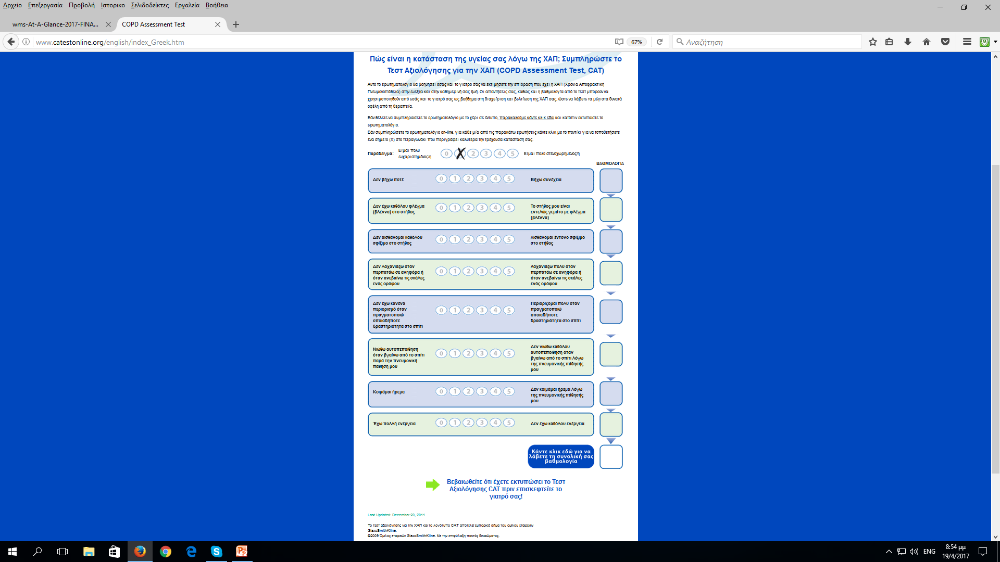 Αρχείο Επεξεργασία Προβολή Ιστορικο Σελιδοδείκτες Εργαλεία Βοήθεια
wms-At-A-Glance-2017-FINA... COPD Assessment Test
www.catestonline.org/english/index_Greek.htm 67% Αναζήτηση
Πώς είναι η κατάσταση της υγείας σας λόγω της ΧΑΠ; Συμπληρώστε το
Τεστ Αξιολόγησης για την ΧΑΠ (COPD Assessment Test, CAT)
Αυτό το ερωτηματολόγιο θα βοηθήσει εσάς και το γιατρό σας να εκτιμήσετε την επίδραση που έχει η ΧΑΠ (Χρόνια Αποφρακτική
Πνευμονοπάθεια) στην ευεξία και στην καθημερινή σας ζωή. Οι απαντήσεις σας, καθώς και η βαθμολογία από το τεστ μπορούν να
χρησιμοποιηθούν από εσάς και το γιατρό σας ως βοήθημα στη διαχείριση και βελτίωση της ΧΑΠ σας, ώστε να λάβετε τα μέγιστα δυνατά
οφέλη από τη θεραπεία.
Εάν θέλετε να συμπληρώσετε το ερωτηματολόγιο με το χέρι σε έντυπο, παρακαλούμε κάντε κλικ εδώ και κατόπιν εκτυπώστε το
ερωτηματολόγιο.
Εάν συμπληρώσετε το ερωτηματολόγιο on-line, για κάθε μία από τις παρακάτω ερωτήσεις κάντε κλικ με το ποντίκι για να τοποθετήσετε
ένα σημείο (Χ) στο τετραγωνάκι που περιγράφει καλύτερα την τρέχουσα κατάστασή σας.
Παράδειγμα: Είμαι πολύ
ευχαριστημένος/η
0 X 2 3 4 5 Είμαι πολύ στενοχωρημένος/η
ΒΑΘΜΟΛΟΓΙΑ
Δεν βήχω ποτέ 0 1 2 3 4 5 Βήχω συνέχεια
Δεν έχω καθόλου φλέγμα
(βλέννα) στο στήθος
0 1 2 3 4 5
Το στήθος μου είναι
εντελώς γεμάτο με φλέγμα
(βλέννα)
Δεν αισθάνομαι καθόλου
σφίξιμο στο στήθος
0 1 2 3 4 5
Αισθάνομαι έντονο σφίξιμο
στο στήθος
Δεν λαχανιάζω όταν
περπατάω σε ανηφόρα ή
όταν ανεβαίνω τις σκάλες
ενός ορόφου
0 1 2 3 4 5
Λαχανιάζω πολύ όταν
περπατάω σε ανηφόρα ή
όταν ανεβαίνω τις σκάλες
ενός ορόφου
Δεν έχω κανένα
περιορισμό όταν
πραγματοποιώ
οποιαδήποτε
δραστηριότητα στο σπίτι
0 1 2 3 4 5
Περιορίζομαι πολύ όταν
πραγματοποιώ
οποιαδήποτε
δραστηριότητα στο σπίτι
Νιώθω αυτοπεποίθηση
όταν βγαίνω από το σπίτι
παρά την πνευμονική
πάθησή μου
0 1 2 3 4 5
Δεν νιώθω καθόλου
αυτοπεποίθηση όταν
βγαίνω από το σπίτι λόγω
της πνευμονικής πάθησής
μου
Κοιμάμαι ήρεμα
0 1 2 3 4 5
Δεν κοιμάμαι ήρεμα λόγω
της πνευμονικής πάθησής
μου
Έχω πολλή ενέργεια 0 1 2 3 4 5 Δεν έχω καθόλου ενέργεια
Κάντε κλικ εδώ για να
λάβετε τη συνολική σας
βαθμολογία
Βεβαιωθείτε ότι έχετε εκτυπώσει το Τεστ
Αξιολόγησης CAT πριν επισκεφτείτε το
γιατρό σας!
Last Updated: December 20, 2011
Το τεστ αξιολόγησης για την ΧΑΠ και το λογότυπο CAT αποτελεί εμπορικό σήμα του ομίλου εταιρειών
GlaxoSmithKline.
©2009 Όμιλος εταιρειών GlaxoSmithKline. Με την επιφύλαξη παντός δικαιώματος.
ENG 8:54 μμ
19/4/2017